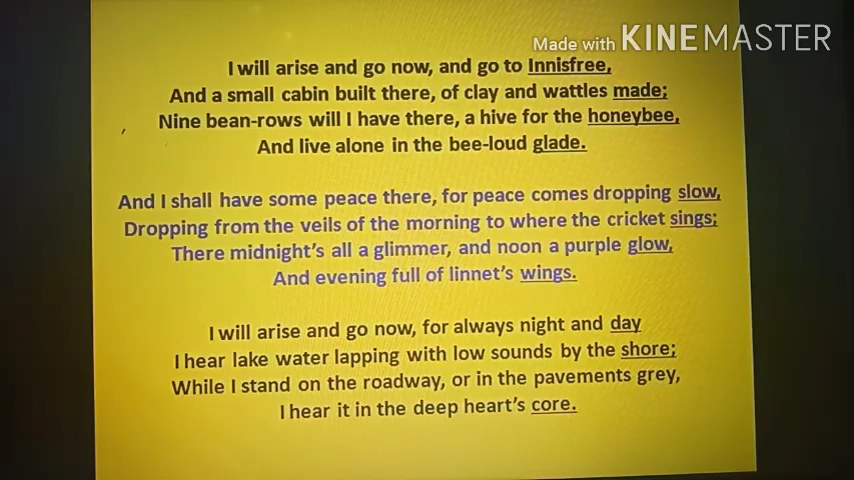 Made with KINEMASTER
I will arise and go now, and go to Innisfree,
And a small cabin built there, of clay and wattles made;
Nine bean-rows will I have there, a hive for the honeybee,
And live alone in the bee-loud glade.
And I shall have some peace there, for peace comes dropping slow,
Dropping from the veils of the morning to where the cricket sings;
There midnight's all a glimmer, and noon a purple glow,
And evening full of linnet's wings.
I will arise and go now, for always night and day
I hear lake water lapping with low sounds by the shore;
While I stand on the roadway, or in the pavements grey,
I hear it in the deep heart's core.